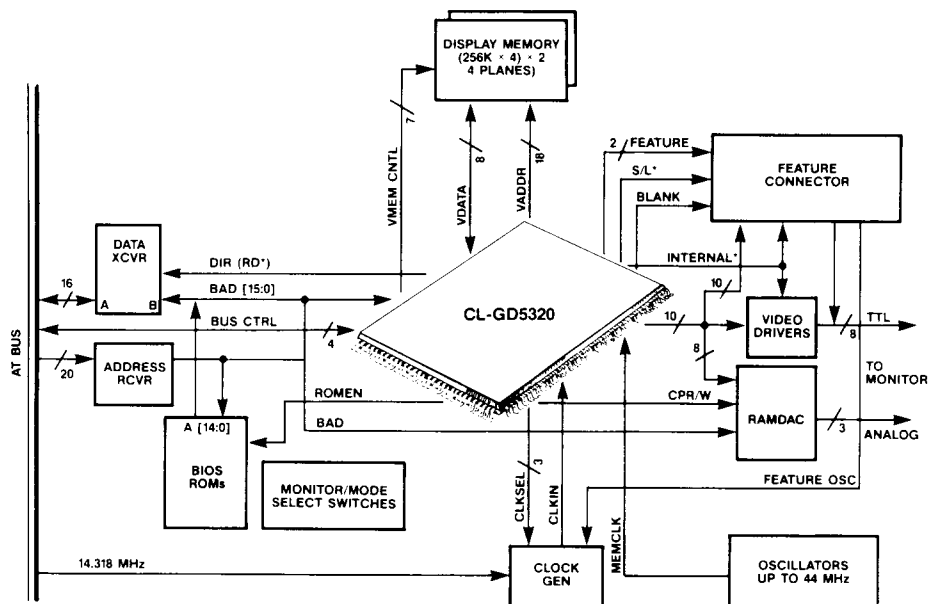 DISPLAY MEMORY
(256K × 4) × 2
4 PLANES)
7
8
18
VMEM CNTL
VDATA
VADDR
2 FEATURE
S/L*
BLANK
INTERNAL*
FEATURE
CONNECTOR
DATA
XCVR
A B
16
DIR (RD*)
BAD [15:0]
BUS CTRL
4
CL-GD5320
10
10
8
VIDEO
DRIVERS
8
TTL
TO
MONITOR
AT BUS
20
ADDRESS
RCVR
ROMEN
BAD
CPR/W
RAMDAC
3
ANALOG
A [14:0]
BIOS
ROMs
MONITOR/MODE
SELECT SWITCHES
CLKSEL
3
CLKIN
MEMCLK
FEATURE OSC
14.318 MHz
CLOCK
GEN
OSCILLATORS
UP TO 44 MHz